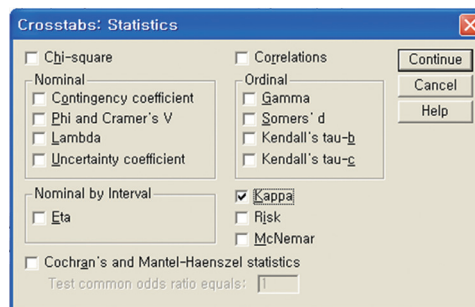 Crosstabs: Statistics
Chi-square
Correlations
Continue
Cancel
Help
Nominal
Contingency coefficient
Phi and Cramer's V
Lambda
Uncertainty coefficient
Ordinal
Gamma
Somers' d
Kendall's tau-b
Kendall's tau-c
Nominal by Interval
Eta
Kappa
Risk
McNemar
Cochran's and Mantel-Haenszel statistics
Test common odds ratio equals: 1